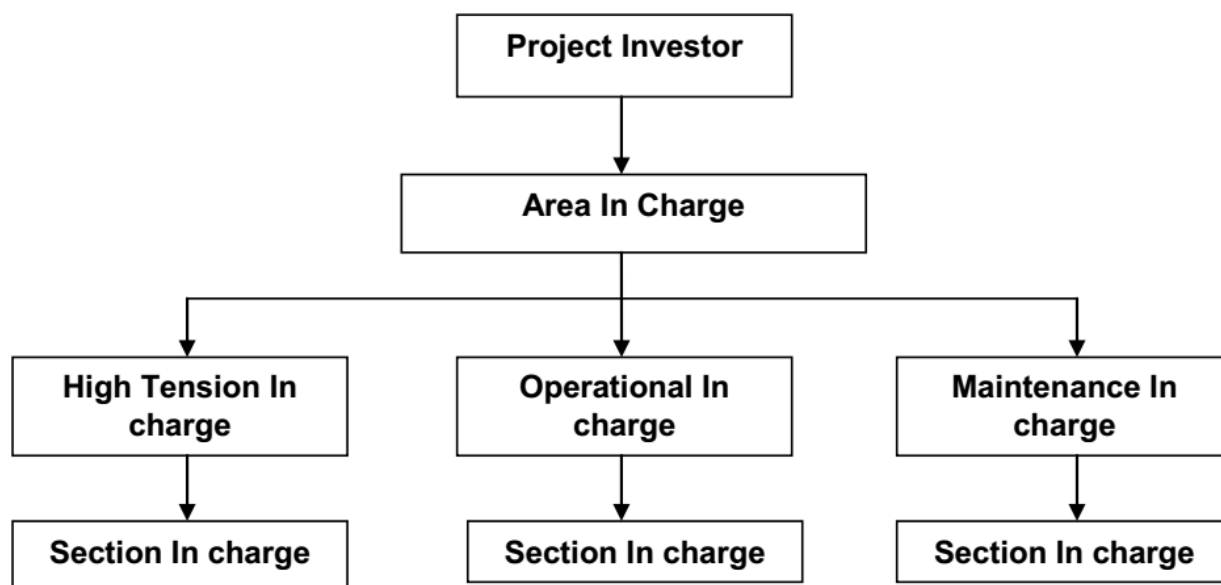 Project Investor
Area In Charge
High Tension In
charge
Operational In
charge
Maintenance In
charge
Section In charge
Section In charge
Section In charge